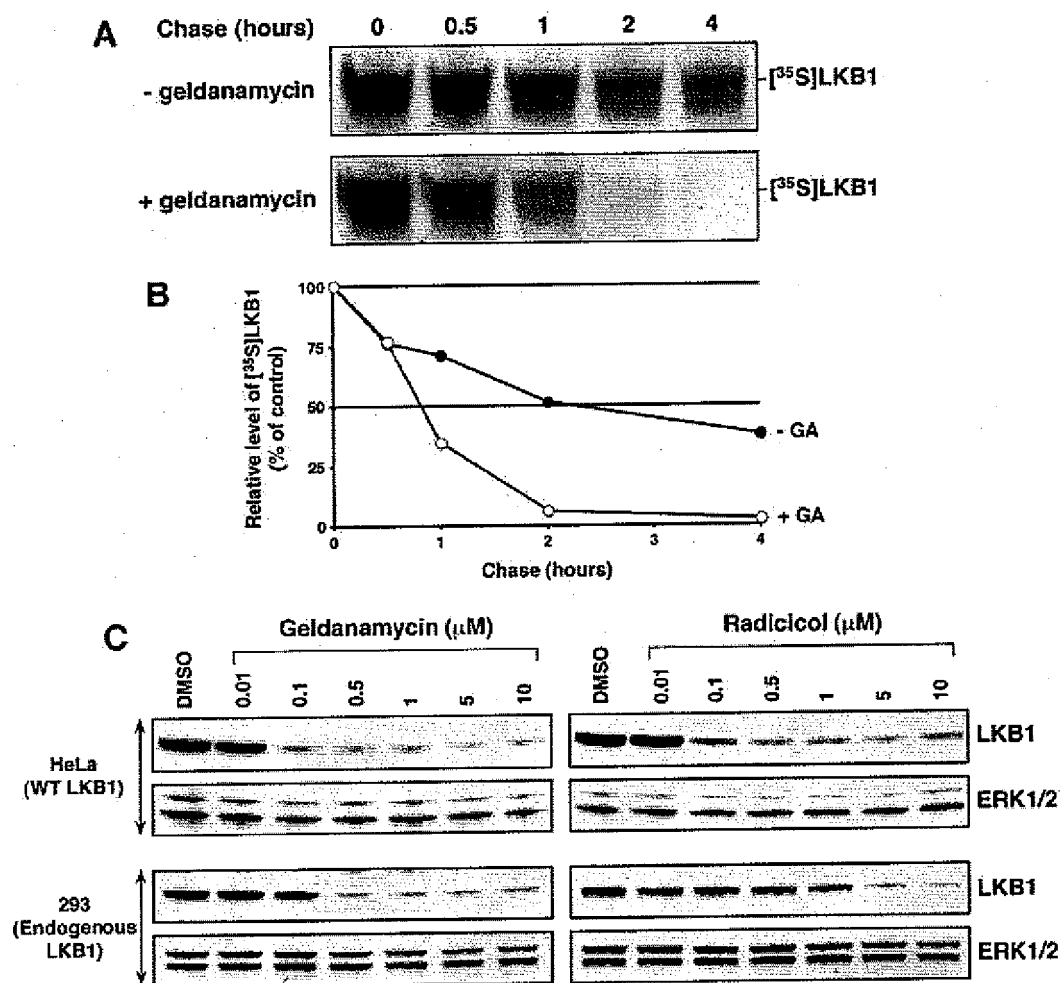 A
Chase (hours) 0 0.5 1 2 4
- geldanamycin
[³⁵S]LKB1
+ geldanamycin
[³⁵S]LKB1
B
Relative level of [³⁵S]LKB1
(% of control)
100
75
50
25
0
- GA
+ GA
0 1 2 3 4
Chase (hours)
C
Geldanamycin (μM)
Radicicol (μM)
DMSO 0.01 0.1 0.5 1 5 10
DMSO 0.01 0.1 0.5 1 5 10
HeLa
(WT LKB1)
LKB1
ERK1/2
293
(Endogenous
LKB1)
LKB1
ERK1/2